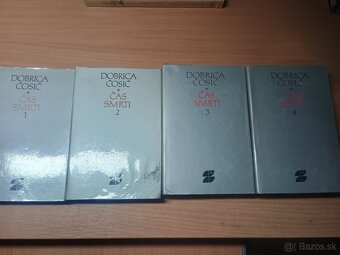 DOBRICA
ĆOSIĆ
ČAS
SMRTI
1
DOBRICA
ĆOSIĆ
ČAS
SMRTI
2
DOBRICA
ĆOSIĆ
ČAS
SMRTI
3
DOBRICA
ĆOSIĆ
ČAS
SMRTI
4
Bazos.sk